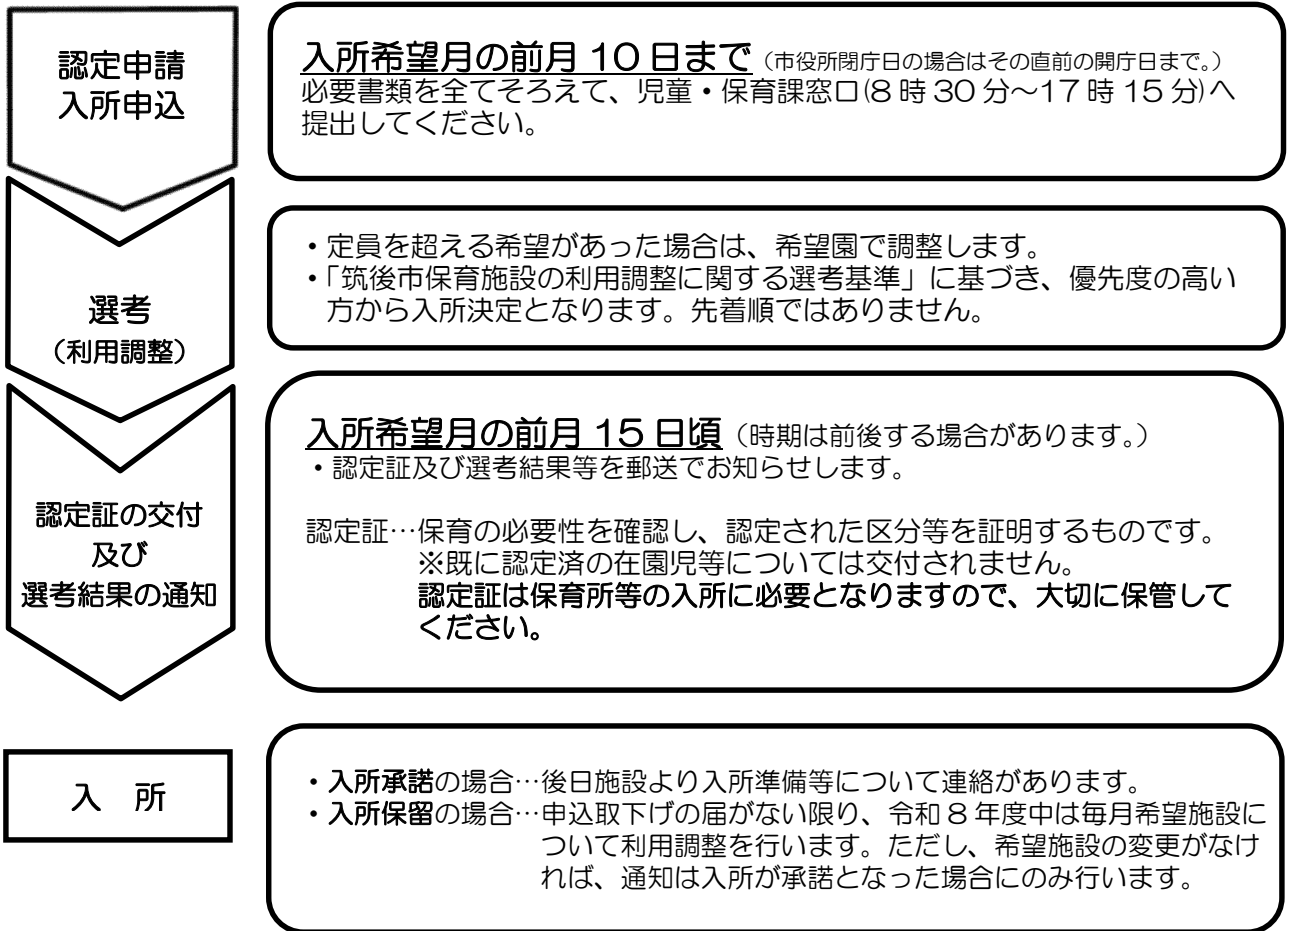 認定申請
入所申込
入所希望月の前月 10 日まで（市役所閉庁日の場合はその直前の開庁日まで。）
必要書類を全てそろえて、児童・保育課窓口(8 時 30 分～17 時 15 分)へ
提出してください。
選考
（利用調整）
・定員を超える希望があった場合は、希望園で調整します。
・「筑後市保育施設の利用調整に関する選考基準」に基づき、優先度の高い
方から入所決定となります。先着順ではありません。
認定証の交付
及び
選考結果の通知
入所希望月の前月 15 日頃（時期は前後する場合があります。）
・認定証及び選考結果等を郵送でお知らせします。
認定証…保育の必要性を確認し、認定された区分等を証明するものです。
※既に認定済の在園児等については交付されません。
認定証は保育所等の入所に必要となりますので、大切に保管して
ください。
入　所
・入所承諾の場合…後日施設より入所準備等について連絡があります。
・入所保留の場合…申込取下げの届がない限り、令和 8 年度中は毎月希望施設に
ついて利用調整を行います。ただし、希望施設の変更がなけ
れば、通知は入所が承諾となった場合にのみ行います。